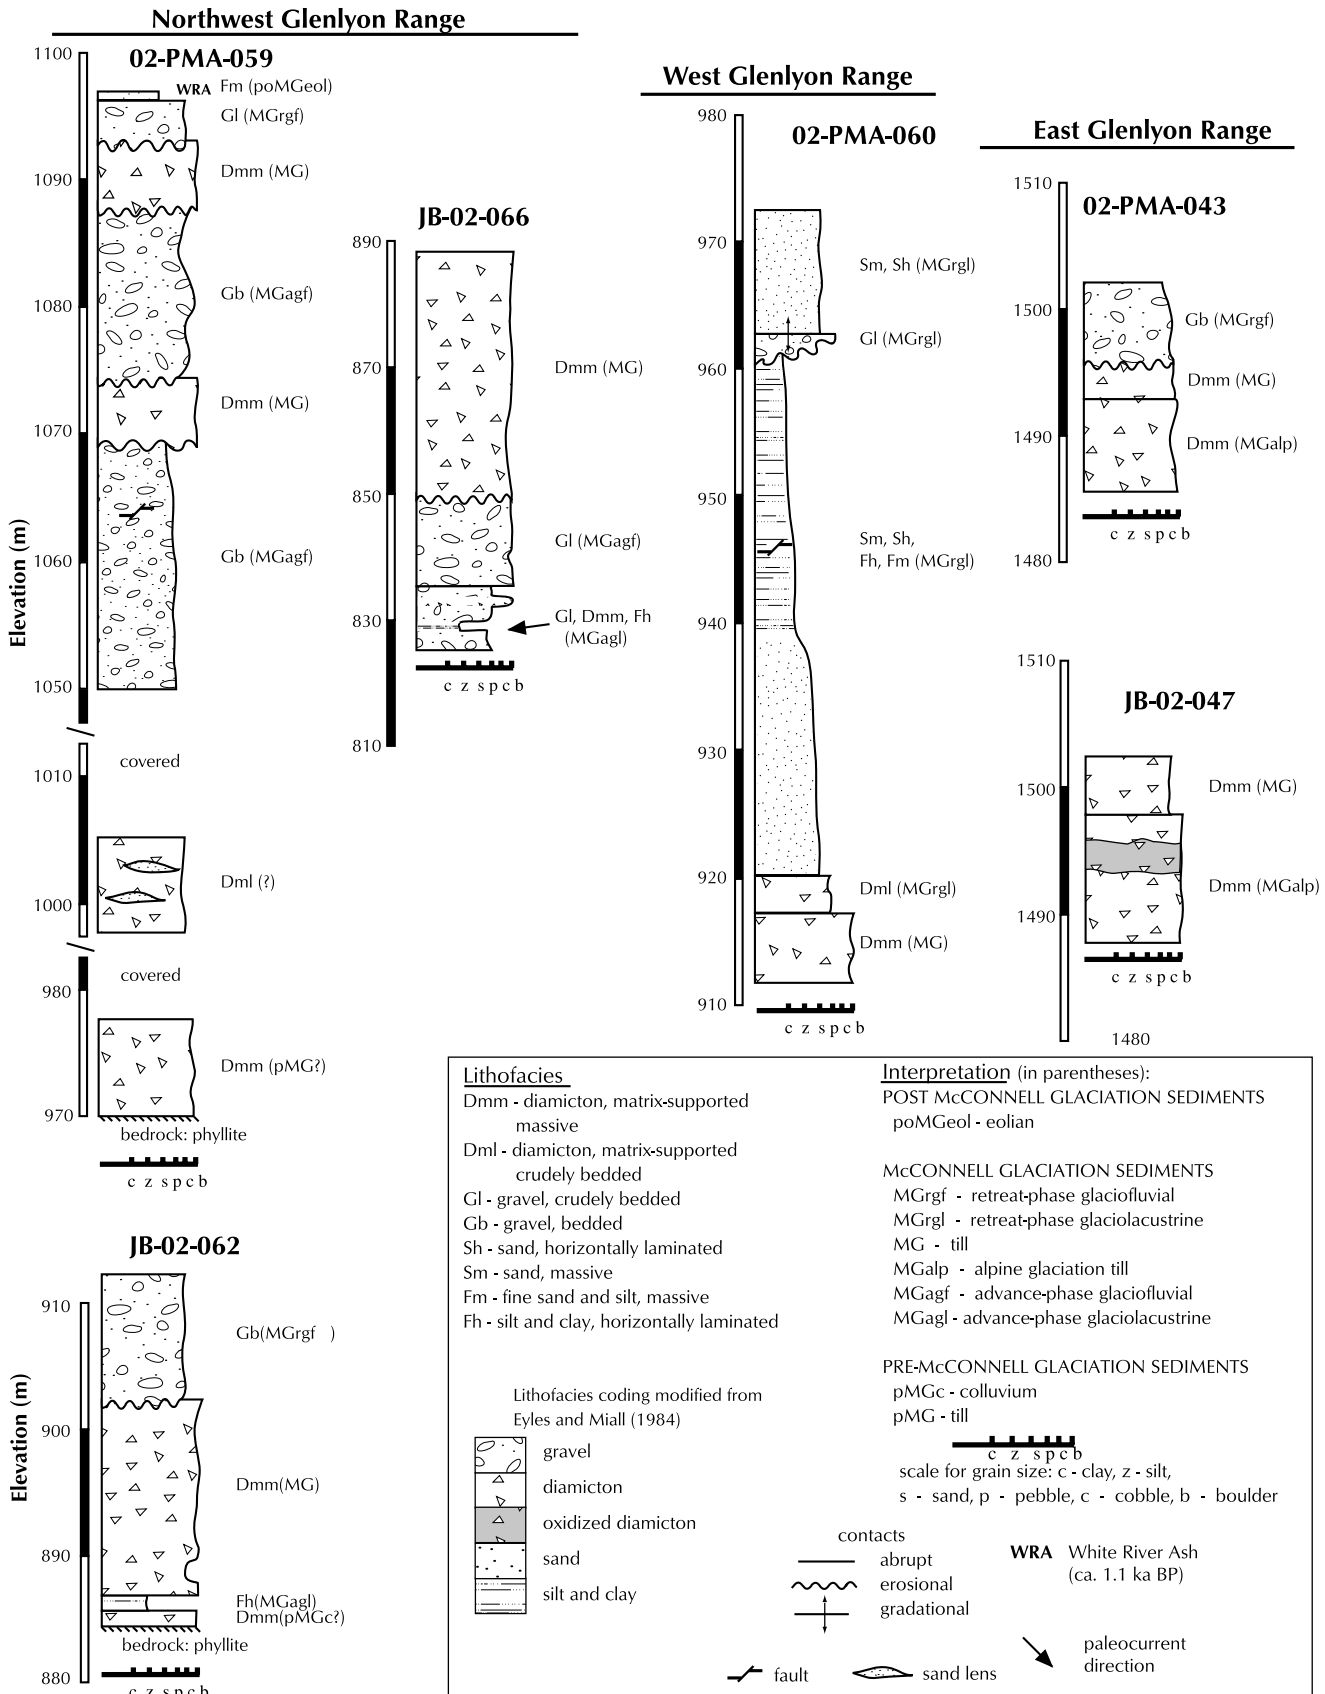 Northwest Glenlyon Range
02-PMA-059
1100
1090
1080
1070
1060
1050
1010
1000
980
970
Elevation (m)
WRA Fm (poMGeol)
Gl (MGrgf)
Dmm (MG)
Gb (MGagf)
Dmm (MG)
Gb (MGagf)
covered
Dml (?)
covered
Dmm (pMG?)
bedrock: phyllite
c z s p c b
JB-02-066
890
870
850
830
810
Dmm (MG)
Gl (MGagf)
Gl, Dmm, Fh
(MGagl)
c z s p c b
West Glenlyon Range
02-PMA-060
980
970
960
950
940
930
920
910
Sm, Sh (MGrgl)
Gl (MGrgl)
Sm, Sh,
Fh, Fm (MGrgl)
Dml (MGrgl)
Dmm (MG)
c z s p c b
East Glenlyon Range
02-PMA-043
1510
1500
1490
1480
Gb (MGrgf)
Dmm (MG)
Dmm (MGalp)
c z s p c b
JB-02-047
1510
1500
1490
1480
Dmm (MG)
Dmm (MGalp)
c z s p c b
JB-02-062
910
900
890
880
Elevation (m)
Gb(MGrgf )
Dmm(MG)
Fh(MGagl)
Dmm(pMGc?)
bedrock: phyllite
c z s p c b
Lithofacies
Dmm - diamicton, matrix-supported
massive
Dml - diamicton, matrix-supported
crudely bedded
Gl - gravel, crudely bedded
Gb - gravel, bedded
Sh - sand, horizontally laminated
Sm - sand, massive
Fm - fine sand and silt, massive
Fh - silt and clay, horizontally laminated
Lithofacies coding modified from
Eyles and Miall (1984)
gravel
diamicton
oxidized diamicton
sand
silt and clay
Interpretation (in parentheses):
POST McCONNELL GLACIATION SEDIMENTS
poMGeol - eolian
McCONNELL GLACIATION SEDIMENTS
MGrgf - retreat-phase glaciofluvial
MGrgl - retreat-phase glaciolacustrine
MG - till
MGalp - alpine glaciation till
MGagf - advance-phase glaciofluvial
MGagl - advance-phase glaciolacustrine
PRE-McCONNELL GLACIATION SEDIMENTS
pMGc - colluvium
pMG - till
c z s p c b
scale for grain size: c - clay, z - silt,
s - sand, p - pebble, c - cobble, b - boulder
contacts
abrupt
erosional
gradational
WRA White River Ash
(ca. 1.1 ka BP)
fault
sand lens
paleocurrent
direction